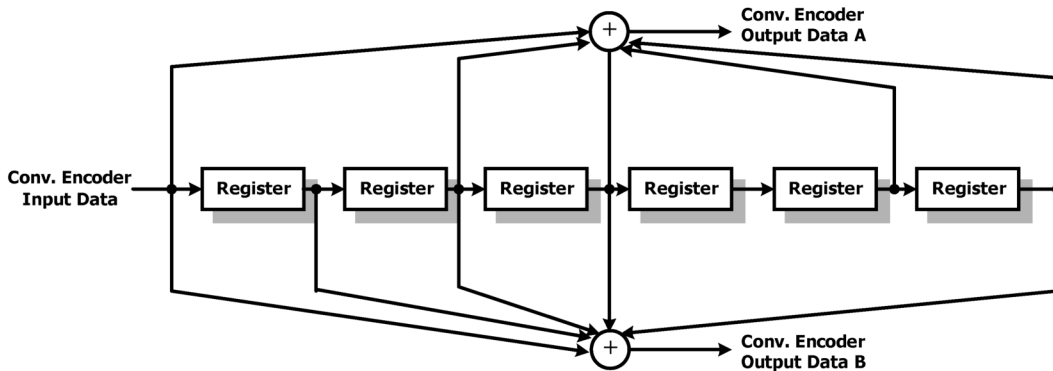 Conv. Encoder
Output Data A
+
Conv. Encoder
Input Data
Register
Register
Register
Register
Register
Register
+
Conv. Encoder
Output Data B